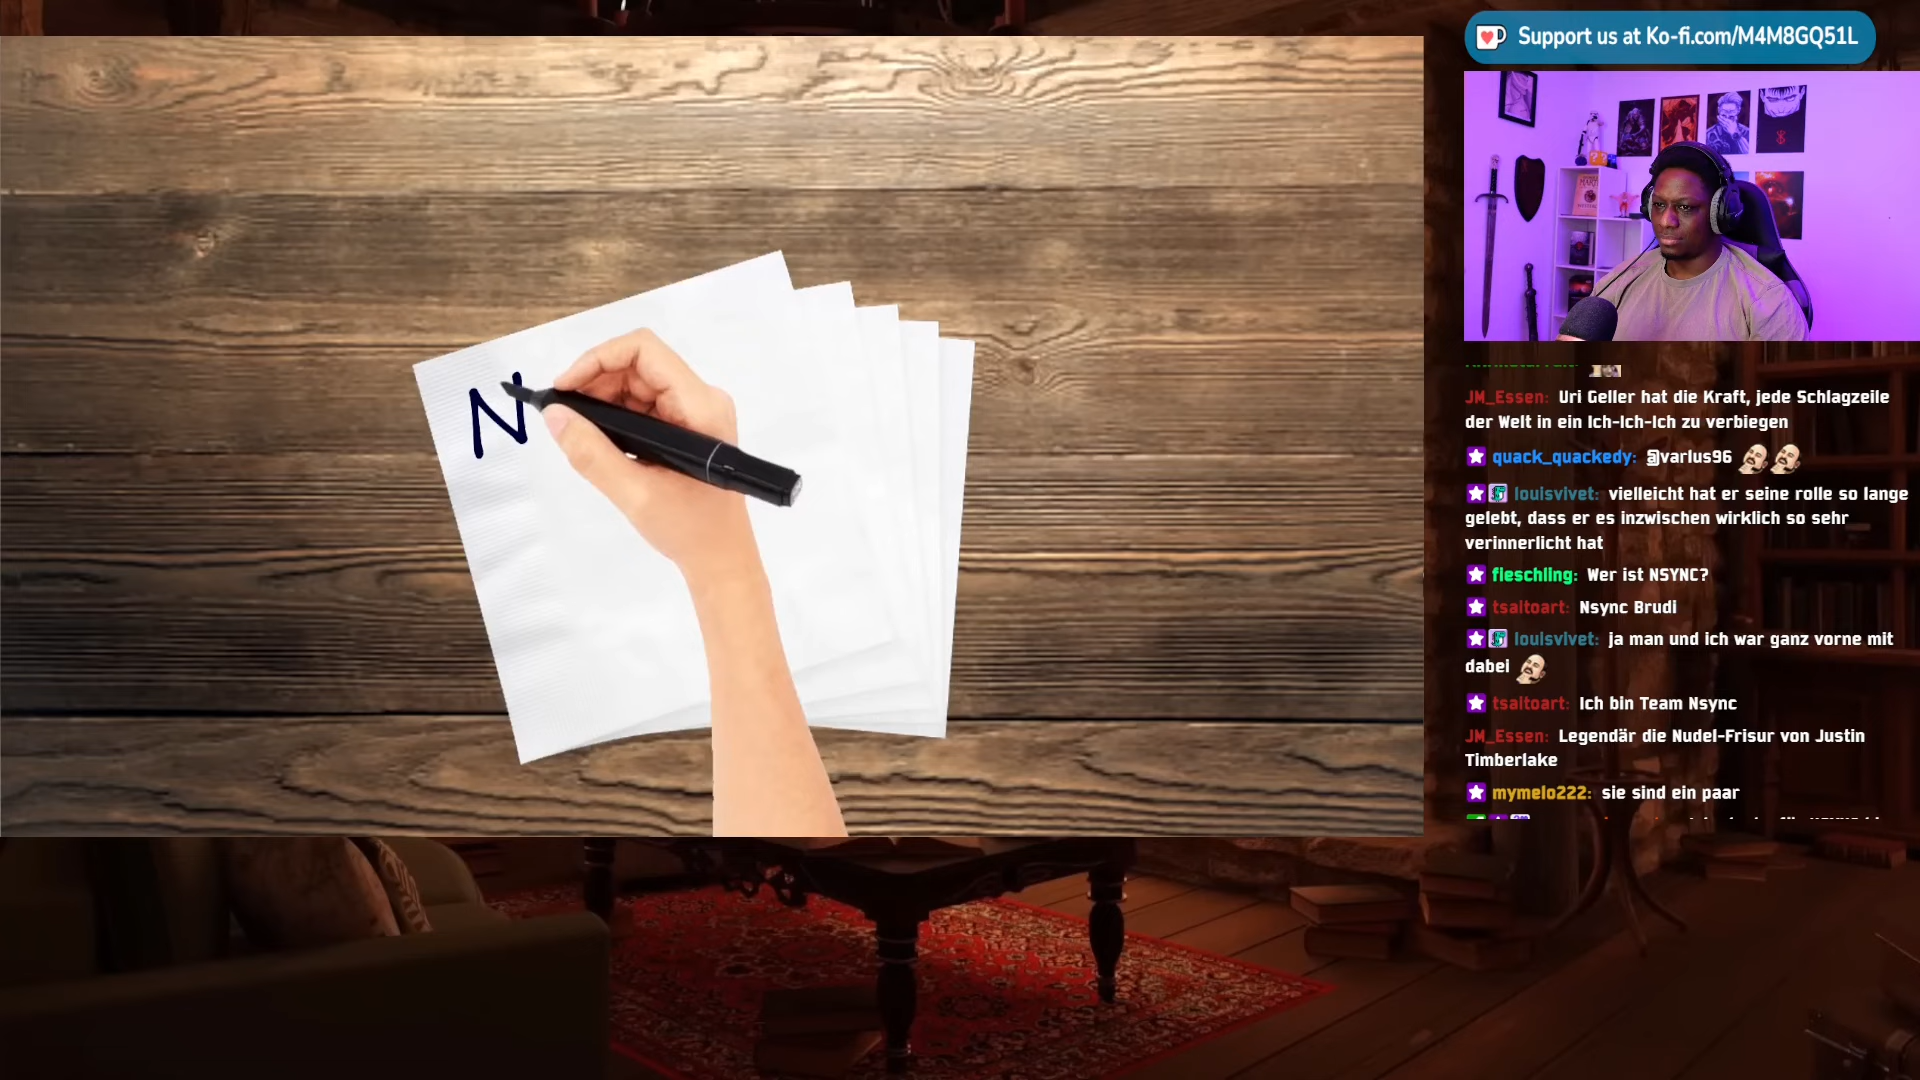 Support us at Ko-fi.com/M4M8GQ51L
N
JM_Essen: Uri Geller hat die Kraft, jede Schlagzeile
der Welt in ein Ich-Ich-Ich zu verbiegen
quack_quackedy: @varlus96
louisvivet: vielleicht hat er seine rolle so lange
gelebt, dass er es inzwischen wirklich so sehr
verinnerlicht hat
fleschling: Wer ist NSYNC?
tsaltoart: Nsync Brudi
louisvivet: ja man und ich war ganz vorne mit
dabei
tsaltoart: Ich bin Team Nsync
JM_Essen: Legendär die Nudel-Frisur von Justin
Timberlake
mymelo222: sie sind ein paar